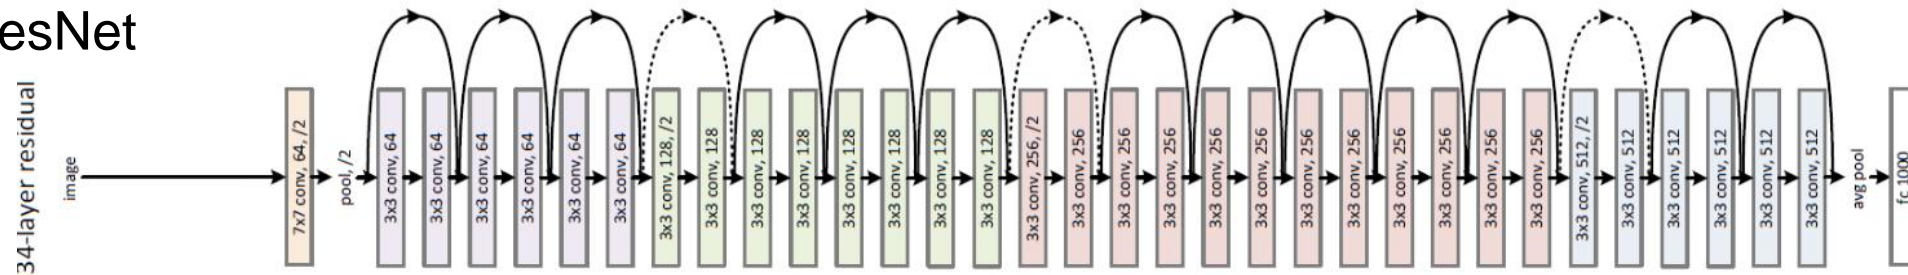 esNet
34-layer residual
image
7x7 conv, 64, /2
pool, /2
3x3 conv, 64
3x3 conv, 64
3x3 conv, 64
3x3 conv, 64
3x3 conv, 64
3x3 conv, 64
3x3 conv, 128, /2
3x3 conv, 128
3x3 conv, 128
3x3 conv, 128
3x3 conv, 128
3x3 conv, 128
3x3 conv, 128
3x3 conv, 128
3x3 conv, 256, /2
3x3 conv, 256
3x3 conv, 256
3x3 conv, 256
3x3 conv, 256
3x3 conv, 256
3x3 conv, 256
3x3 conv, 256
3x3 conv, 256
3x3 conv, 256
3x3 conv, 256
3x3 conv, 256
3x3 conv, 512, /2
3x3 conv, 512
3x3 conv, 512
3x3 conv, 512
3x3 conv, 512
3x3 conv, 512
avg pool
fc 1000